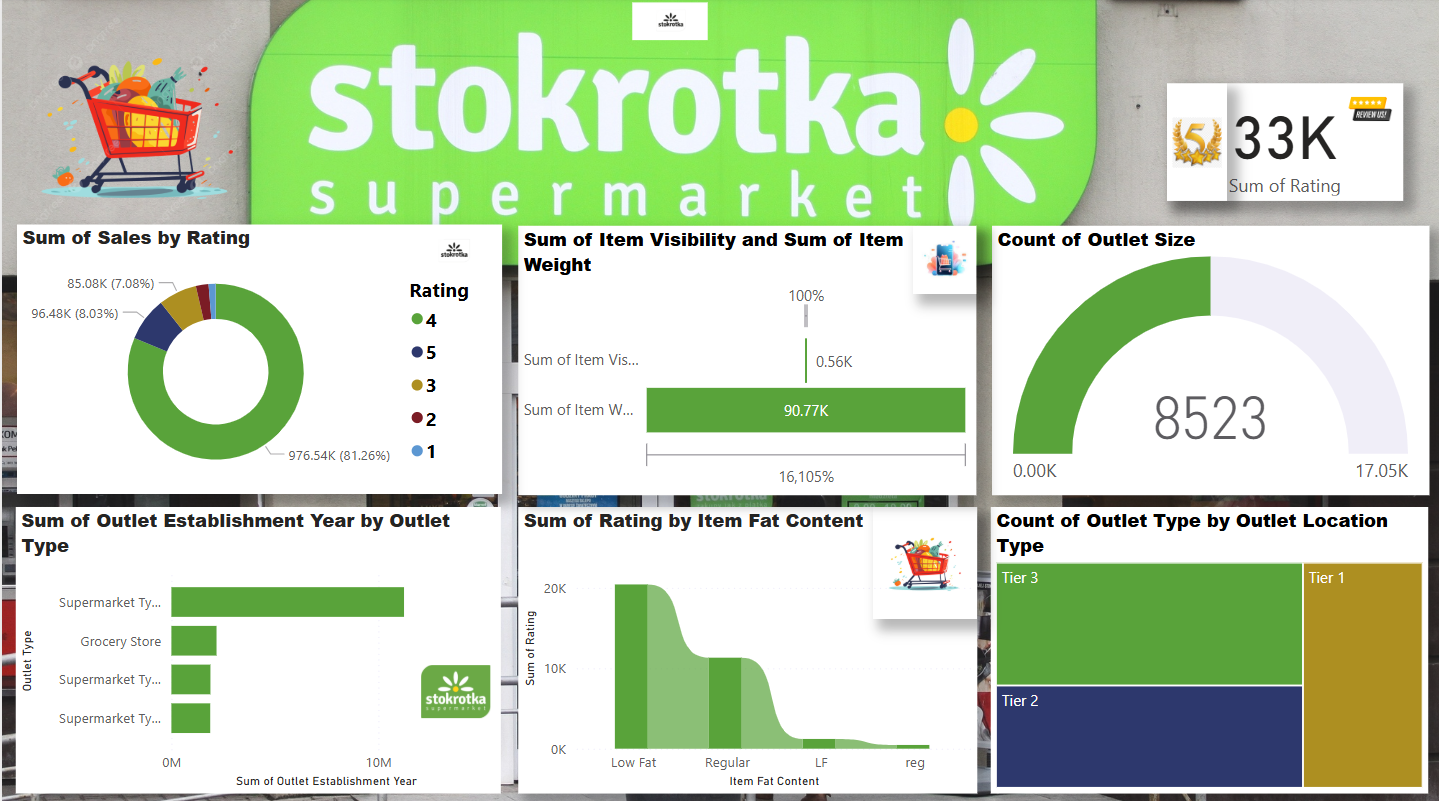 stokrotka
stokrotka
supermarket
5
33K
REVIEW US!
Sum of Rating
Sum of Sales by Rating
stokrotka
85.08K (7.08%)
96.48K (8.03%)
976.54K (81.26%)
Rating
4
5
3
2
1
Sum of Item Visibility and Sum of Item
Weight
100%
Sum of Item Vis...
0.56K
Sum of Item W...
90.77K
16,105%
Count of Outlet Size
8523
0.00K
17.05K
Sum of Outlet Establishment Year by Outlet
Type
Outlet Type
Supermarket Ty...
Grocery Store
Supermarket Ty...
Supermarket Ty...
0M
10M
Sum of Outlet Establishment Year
stokrotka
supermarket
Sum of Rating by Item Fat Content
Sum of Rating
20K
10K
0K
Low Fat
Regular
LF
reg
Item Fat Content
Count of Outlet Type by Outlet Location
Type
Tier 3
Tier 1
Tier 2
stokrotka